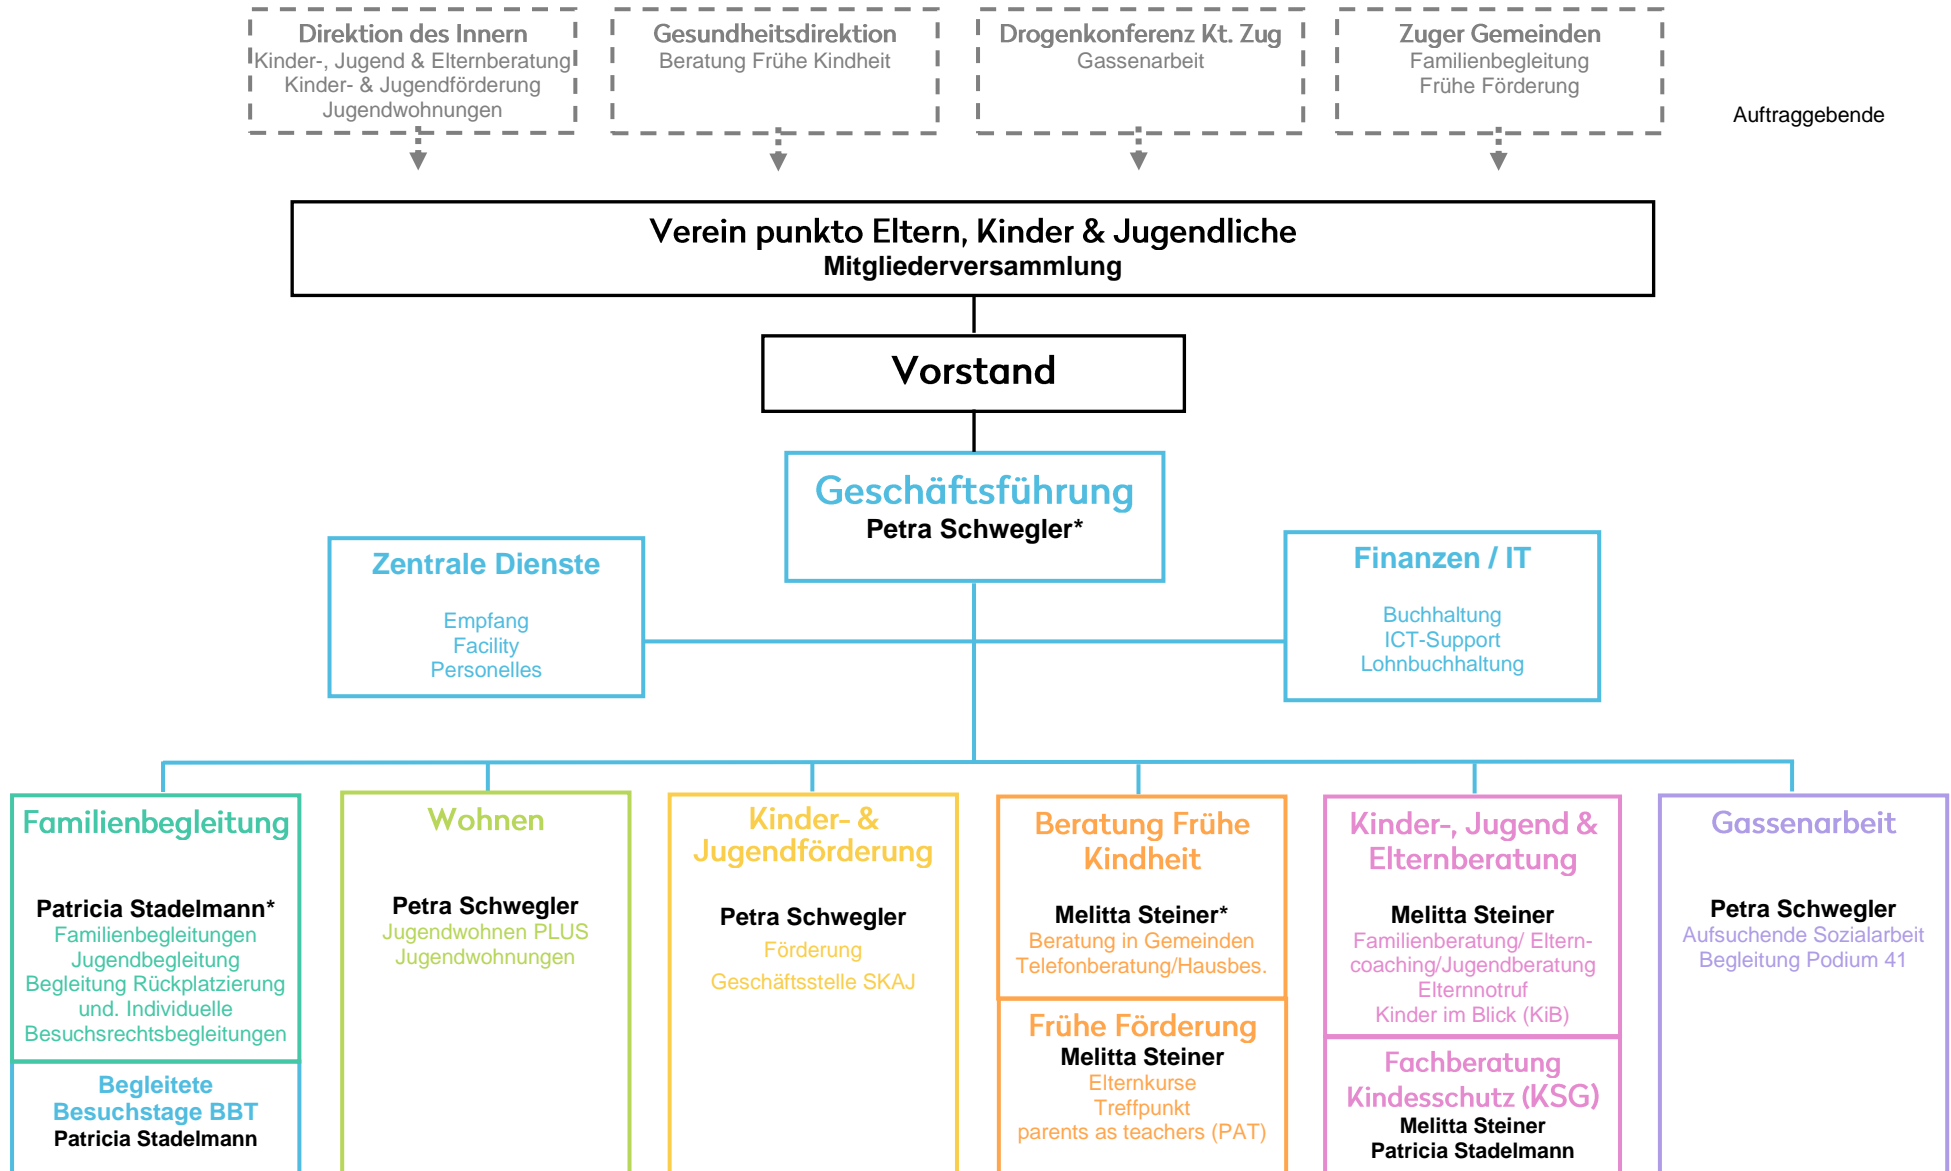 Direktion des Innern
Kinder-, Jugend & Elternberatung
Kinder- & Jugendförderung
Jugendwohnungen
Gesundheitsdirektion
Beratung Frühe Kindheit
Drogenkonferenz Kt. Zug
Gassenarbeit
Zuger Gemeinden
Familienbegleitung
Frühe Förderung
Auftraggebende
Verein punkto Eltern, Kinder & Jugendliche
Mitgliederversammlung
Vorstand
Geschäftsführung
Petra Schwegler*
Zentrale Dienste
Empfang
Facility
Personelles
Finanzen / IT
Buchhaltung
ICT-Support
Lohnbuchhaltung
Familienbegleitung
Patricia Stadelmann*
Familienbegleitungen
Jugendbegleitung
Begleitung Rückplatzierung
und. Individuelle
Besuchsrechtsbegleitungen
Begleitete
Besuchstage BBT
Patricia Stadelmann
Wohnen
Petra Schwegler
Jugendwohnen PLUS
Jugendwohnungen
Kinder- &
Jugendförderung
Petra Schwegler
Förderung
Geschäftsstelle SKAJ
Beratung Frühe
Kindheit
Melitta Steiner*
Beratung in Gemeinden
Telefonberatung/Hausbes.
Frühe Förderung
Melitta Steiner
Elternkurse
Treffpunkt
parents as teachers (PAT)
Kinder-, Jugend &
Elternberatung
Melitta Steiner
Familienberatung/ Eltern-
coaching/Jugendberatung
Elternnotruf
Kinder im Blick (KiB)
Fachberatung
Kindesschutz (KSG)
Melitta Steiner
Patricia Stadelmann
Gassenarbeit
Petra Schwegler
Aufsuchende Sozialarbeit
Begleitung Podium 41